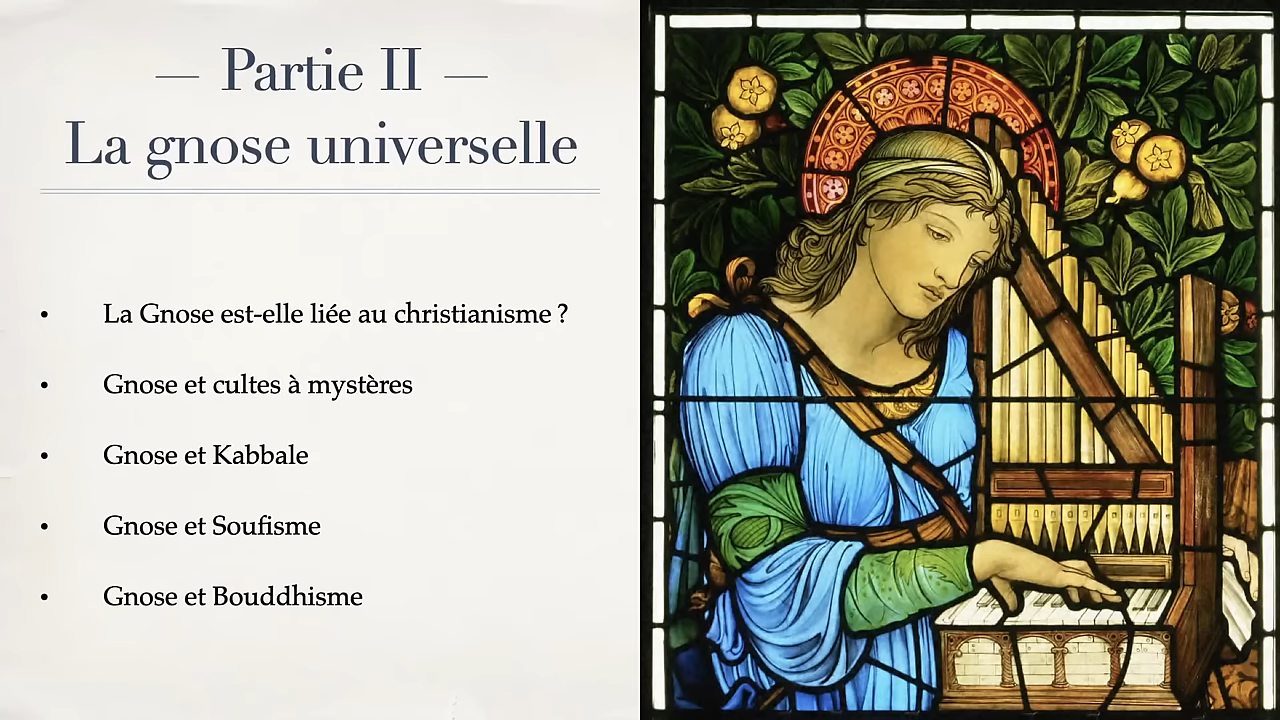 — Partie II —
La gnose universelle
• La Gnose est-elle liée au christianisme ?
• Gnose et cultes à mystères
• Gnose et Kabbale
• Gnose et Soufisme
• Gnose et Bouddhisme